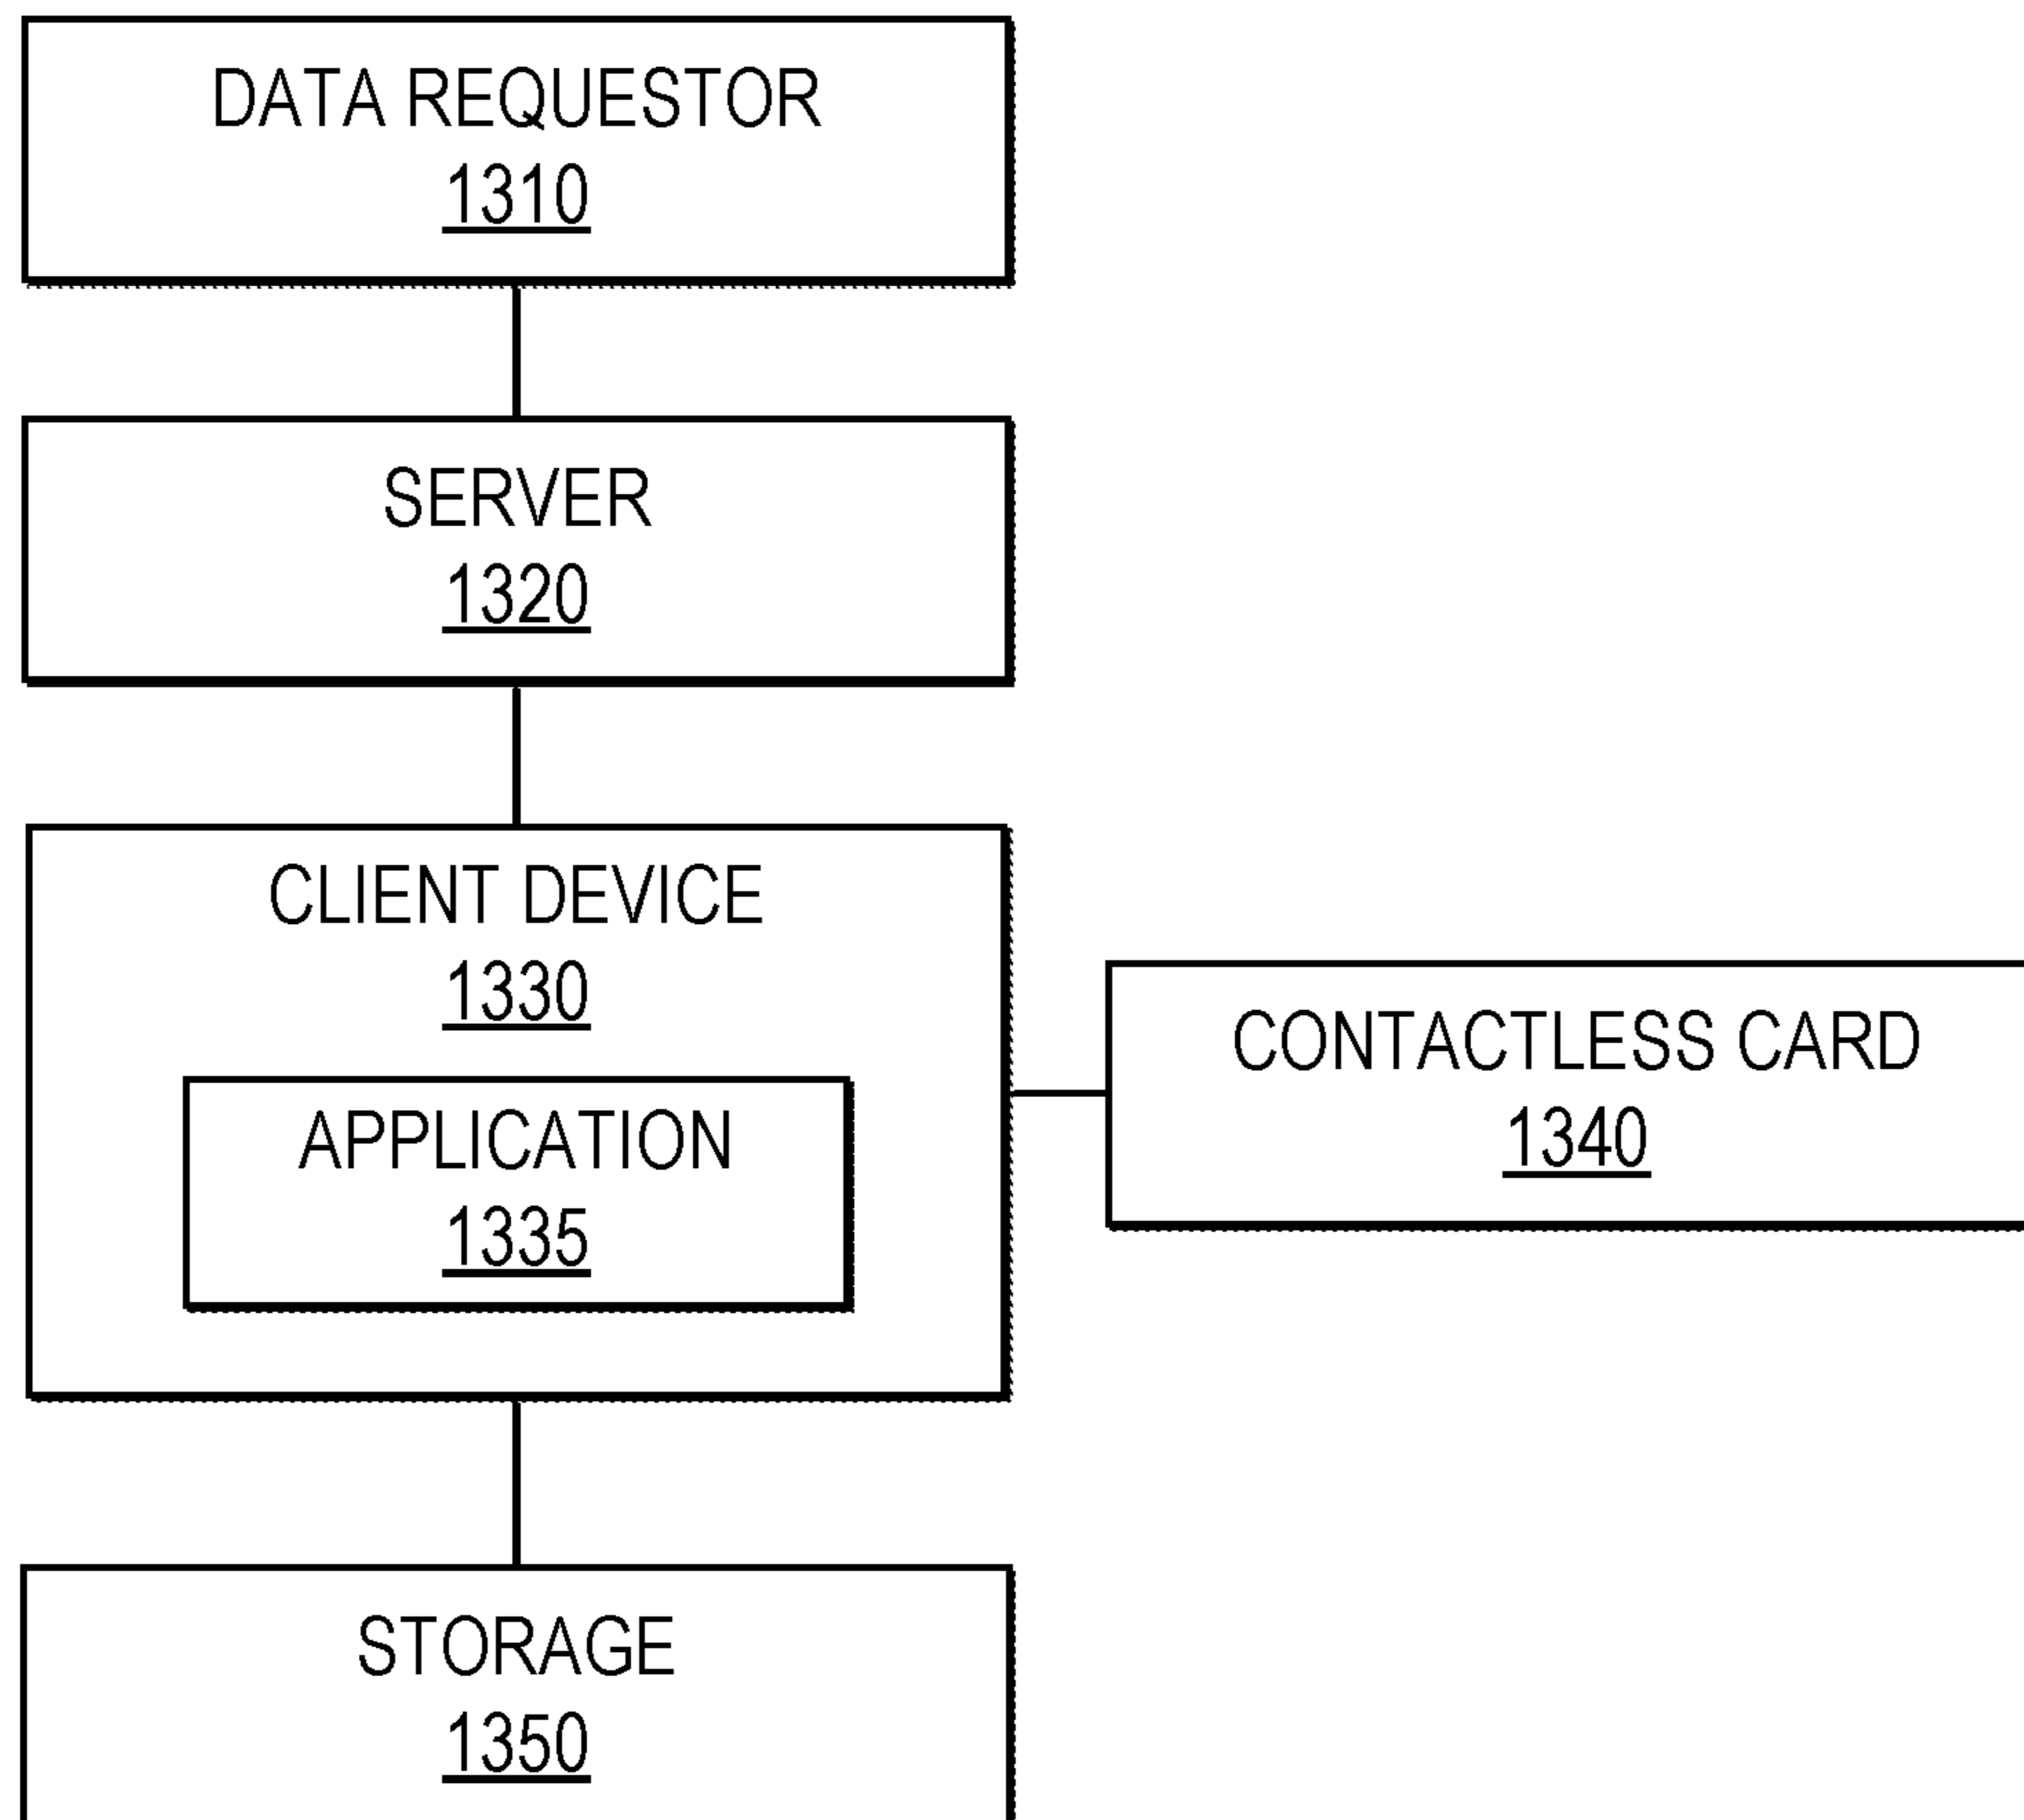 DATA REQUESTOR
1310
SERVER
1320
CLIENT DEVICE
1330
APPLICATION
1335
CONTACTLESS CARD
1340
STORAGE
1350